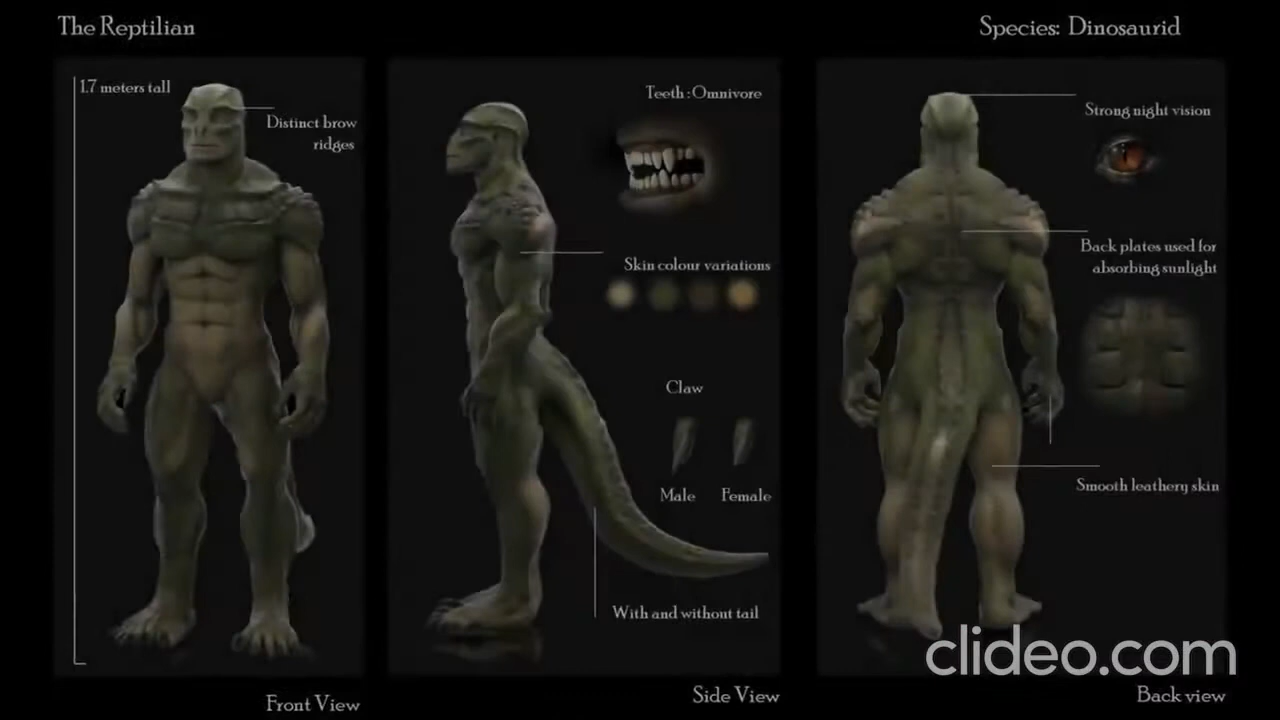 The Reptilian
Species: Dinosaurid
1.7 meters tall
Distinct brow
ridges
Front View
Teeth : Omnivore
Skin colour variations
Claw
Male
Female
With and without tail
Side View
Strong night vision
Back plates used for
absorbing sunlight
Smooth leathery skin
clideo.com
Back view